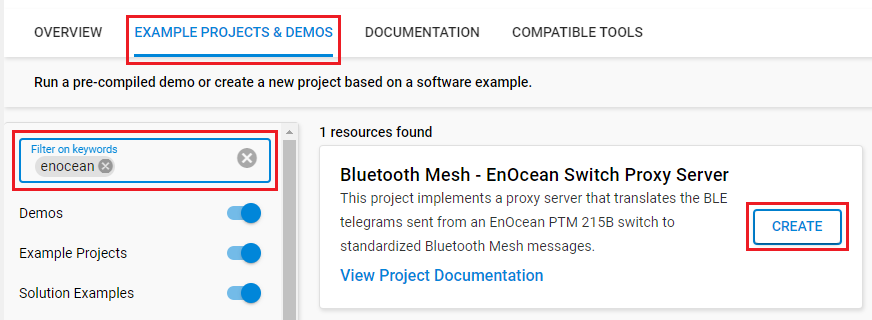 OVERVIEW EXAMPLE PROJECTS & DEMOS DOCUMENTATION COMPATIBLE TOOLS
Run a pre-compiled demo or create a new project based on a software example.
Filter on keywords
enocean
Demos
Example Projects
Solution Examples
1 resources found
Bluetooth Mesh - EnOcean Switch Proxy Server
This project implements a proxy server that translates the BLE
telegrams sent from an EnOcean PTM 215B switch to
standardized Bluetooth Mesh messages.
View Project Documentation
CREATE